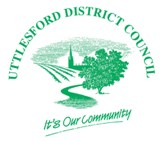 UTTLESFORD DISTRICT COUNCIL
It's Our Community